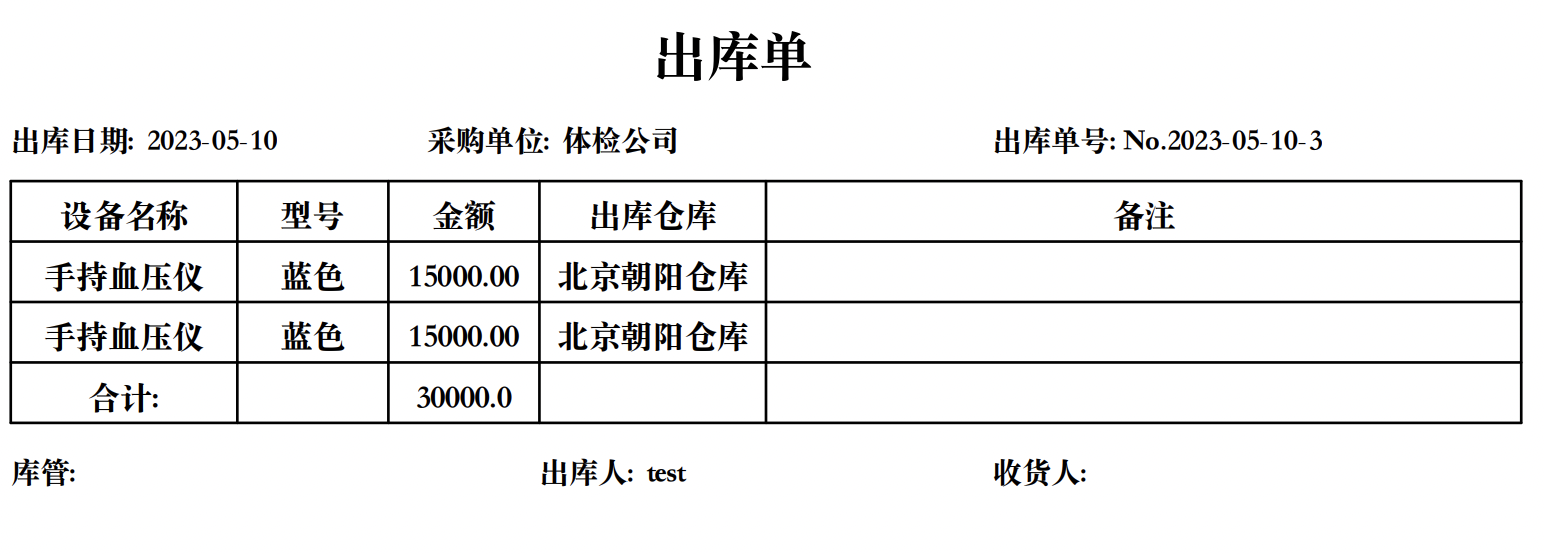 出库单
出库日期: 2023-05-10 采购单位: 体检公司 出库单号: No.2023-05-10-3
设备名称 型号 金额 出库仓库 备注
手持血压仪 蓝色 15000.00 北京朝阳仓库
手持血压仪 蓝色 15000.00 北京朝阳仓库
合计: 30000.0
库管: 出库人: test 收货人: